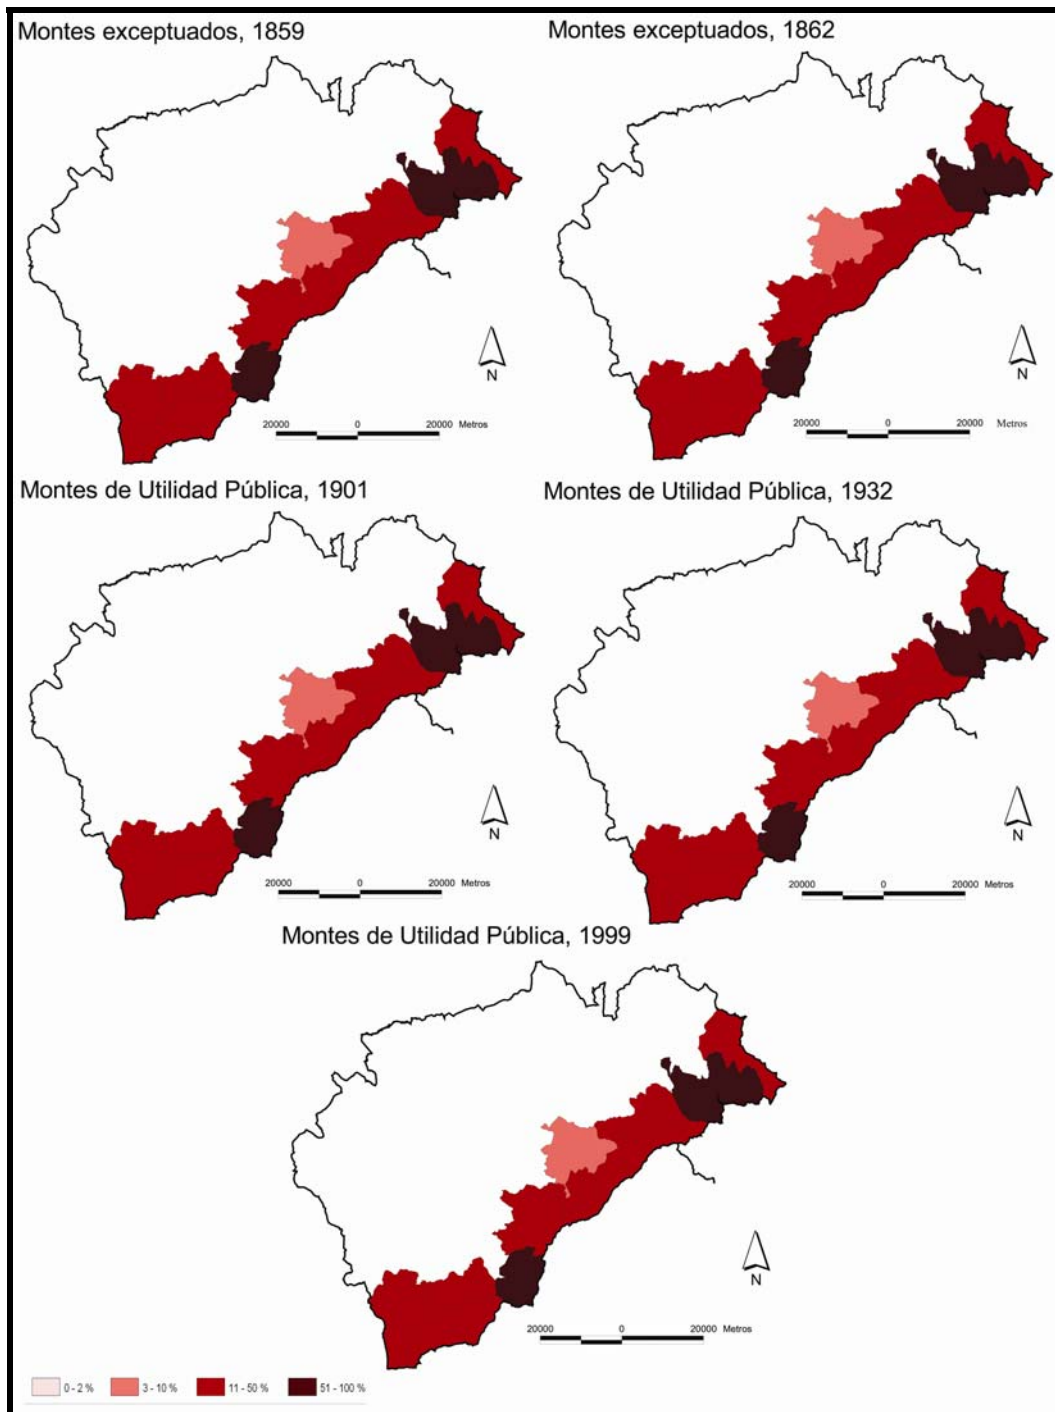 Montes exceptuados, 1859
Montes exceptuados, 1862
N
N
20000 0 20000 Metros
20000 0 20000 Metros
Montes de Utilidad Pública, 1901
Montes de Utilidad Pública, 1932
N
N
20000 0 20000 Metros
20000 0 20000 Metros
Montes de Utilidad Pública, 1999
N
20000 0 20000 Metros
0 - 2 % 3 - 10 % 11 - 50 % 51 - 100 %